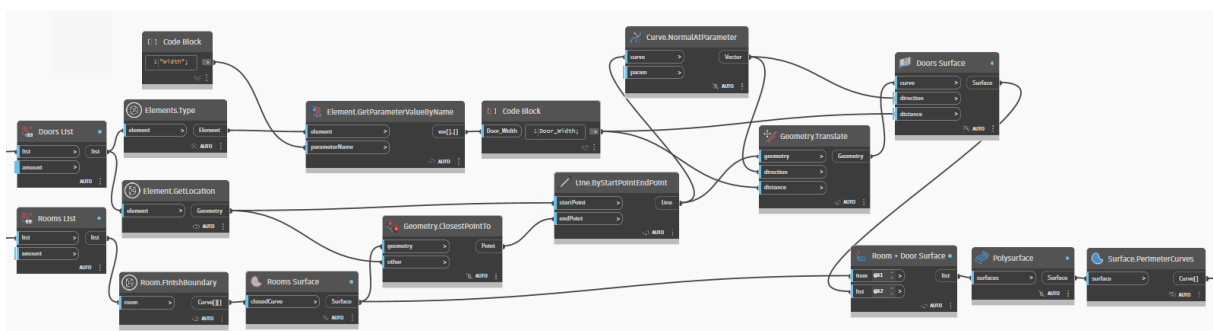 [ ] Code Block
1 "Width";
AUTO
Elements.Type
element > Element
AUTO
Doors List
list > list
amount >
AUTO
Element.GetLocation
element > Geometry
AUTO
Rooms List
list > list
amount >
AUTO
Room.FinishBoundary
room > Curve[][]
AUTO
Rooms Surface
closedCurve > Surface
AUTO
Element.GetParameterValueByName
element > var[]..[]
parameterName >
AUTO
[ ] Code Block
Door_Width; 1 Door_Width; >
Geometry.ClosestPointTo
geometry > Point
other >
AUTO
Line.ByStartPointEndPoint
startPoint > Line
endPoint >
AUTO
Curve.NormalAtParameter
curve > Vector
param >
AUTO
Geometry.Translate
geometry > Geometry
direction >
distance >
AUTO
Doors Surface
curve > Surface
direction >
distance >
AUTO
Room + Door Surface
item @L1 > list
list @L2 >
AUTO
Polysurface
surfaces > Surface
AUTO
Surface.PerimeterCurves
surface > Curve[]
AUTO